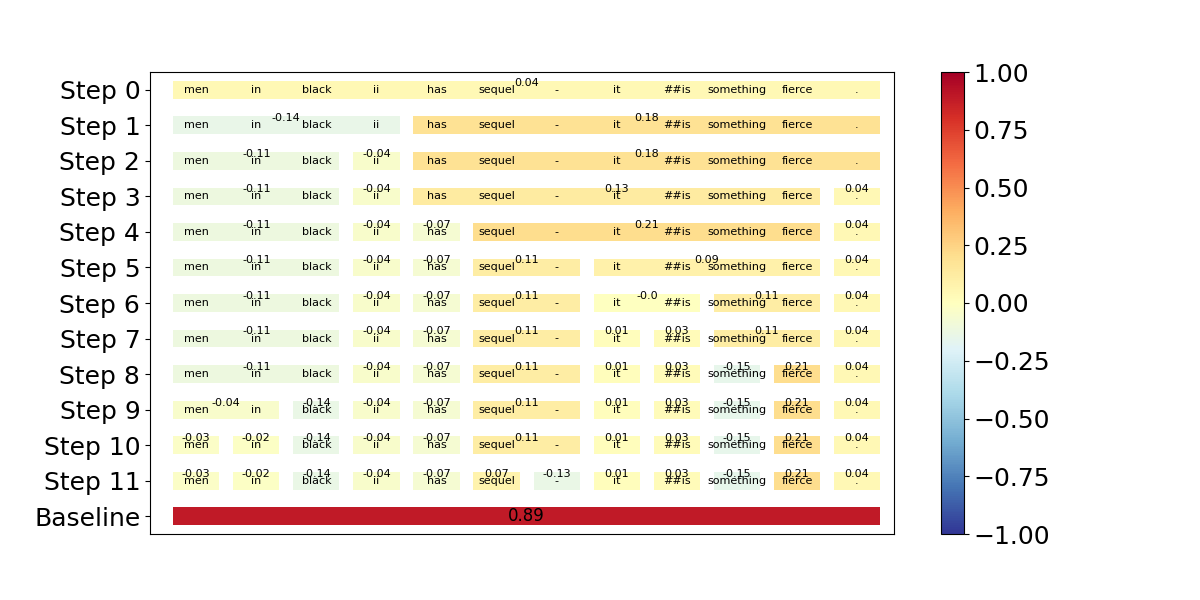 Step 0 men in black ii has sequel 0.04 - it ##is something fierce .
Step 1 men in -0.14 black ii has sequel - it 0.18 ##is something fierce .
Step 2 men -0.11 in black -0.04 ii has sequel - it 0.18 ##is something fierce .
Step 3 men -0.11 in black -0.04 ii has sequel - 0.13 it ##is something fierce 0.04 .
Step 4 men -0.11 in black -0.04 ii -0.07 has sequel - it 0.21 ##is something fierce 0.04 .
Step 5 men -0.11 in black -0.04 ii -0.07 has sequel 0.11 - it ##is 0.09 something fierce 0.04 .
Step 6 men -0.11 in black -0.04 ii -0.07 has sequel 0.11 - it -0.0 ##is something 0.11 fierce 0.04 .
Step 7 men -0.11 in black -0.04 ii -0.07 has sequel 0.11 - 0.01 it 0.03 ##is something 0.11 fierce 0.04 .
Step 8 men -0.11 in black -0.04 ii -0.07 has sequel 0.11 - 0.01 it 0.03 ##is -0.15 something 0.21 fierce 0.04 .
Step 9 men -0.04 in -0.14 black -0.04 ii -0.07 has sequel 0.11 - 0.01 it 0.03 ##is -0.15 something 0.21 fierce 0.04 .
Step 10 -0.03 men -0.02 in -0.14 black -0.04 ii -0.07 has sequel 0.11 - 0.01 it 0.03 ##is -0.15 something 0.21 fierce 0.04 .
Step 11 -0.03 men -0.02 in -0.14 black -0.04 ii -0.07 has 0.07 sequel -0.13 - 0.01 it 0.03 ##is -0.15 something 0.21 fierce 0.04 .
Baseline 0.89
1.00
0.75
0.50
0.25
0.00
−0.25
−0.50
−0.75
−1.00